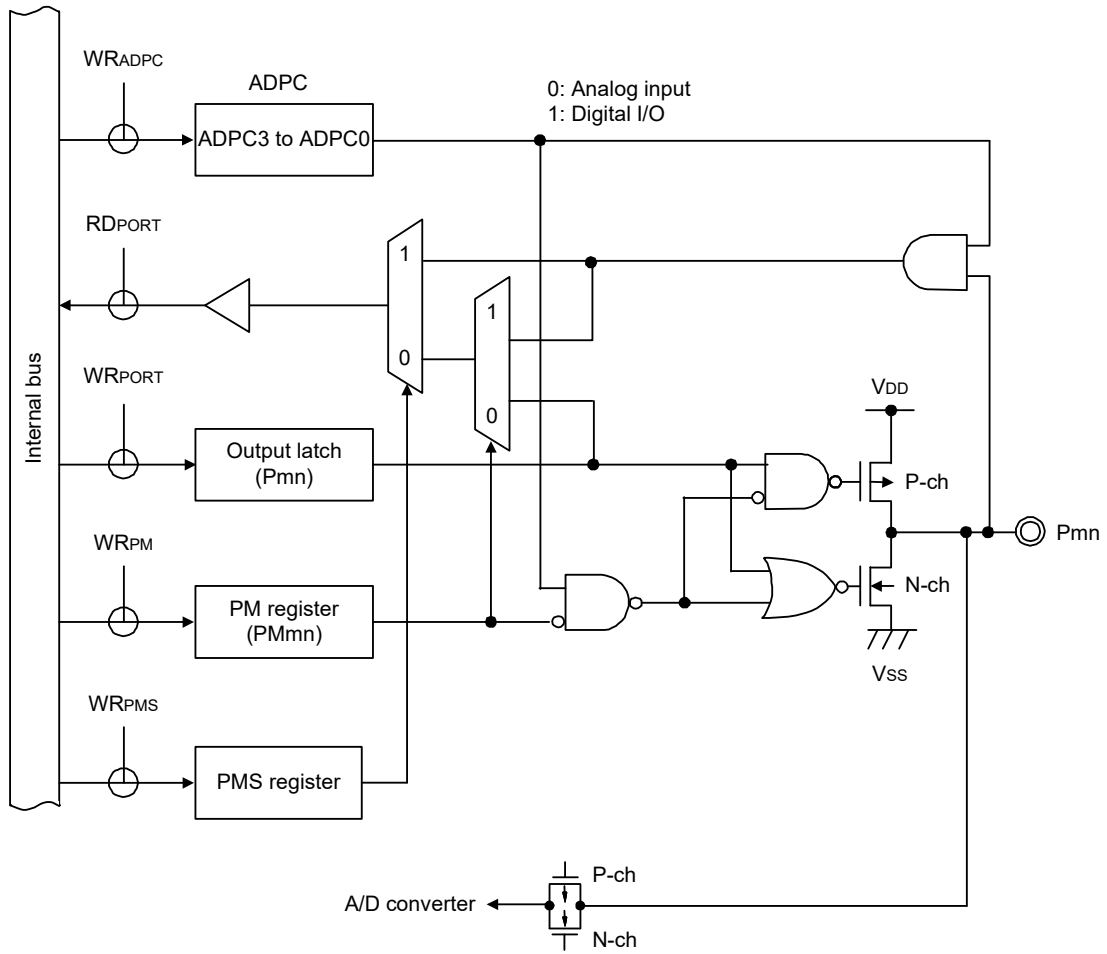 WRADPC
ADPC
0: Analog input
1: Digital I/O
ADPC3 to ADPC0
RDPORT
1
1
0
0
Internal bus
WRPORT
Output latch
(Pmn)
VDD
P-ch
Pmn
WRPM
N-ch
PM register
(PMmn)
VSS
WRPMS
PMS register
P-ch
A/D converter
N-ch